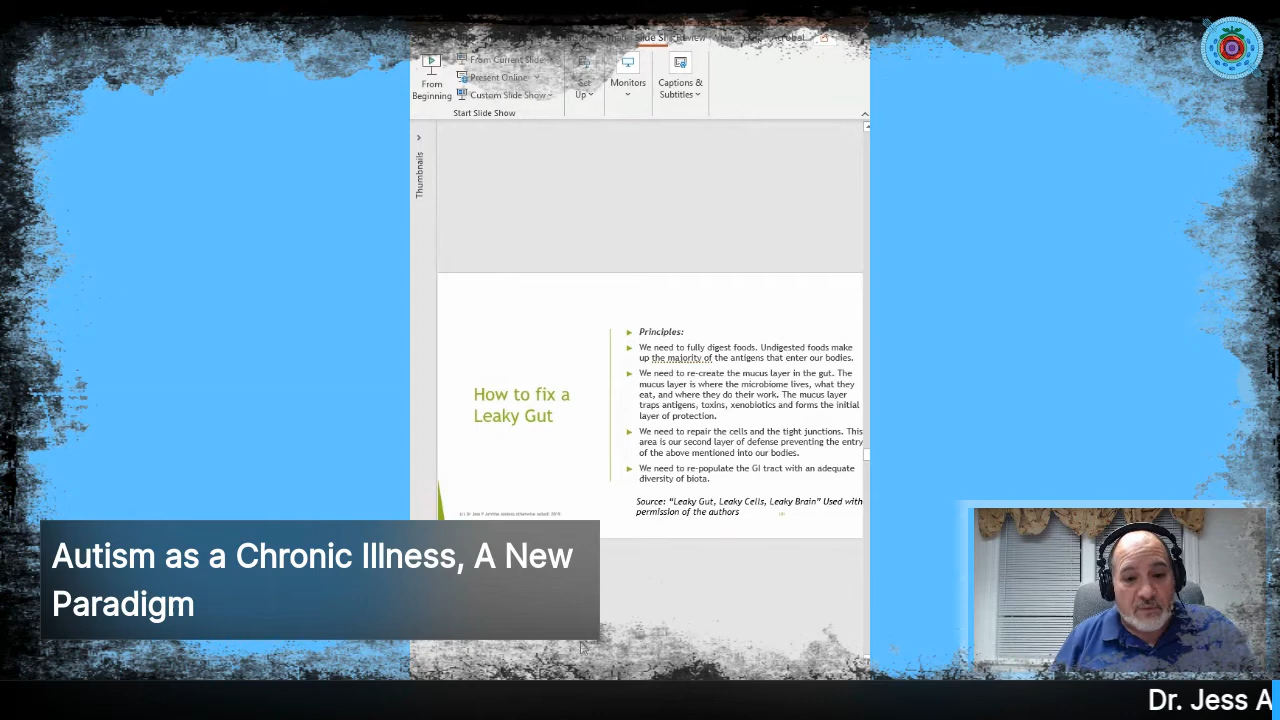 Slide Sh
Review
Acrobat
From Current Slide
Present Online
Custom Slide Show
From
Beginning
Set
Up
Monitors
Captions &
Subtitles
Start Slide Show
Thumbnails
How to fix a
Leaky Gut
Principles:
We need to fully digest foods. Undigested foods make
up the majority of the antigens that enter our bodies.
We need to re-create the mucus layer in the gut. The
mucus layer is where the microbiome lives, what they
eat, and where they do their work. The mucus layer
traps antigens, toxins, xenobiotics and forms the initial
layer of protection.
We need to repair the cells and the tight junctions. This
area is our second layer of defense preventing the entry
of the above mentioned into our bodies.
We need to re-populate the GI tract with an adequate
diversity of biota.
Source: "Leaky Gut, Leaky Cells, Leaky Brain" Used with
permission of the authors
Autism as a Chronic Illness, A New
Paradigm
Dr. Jess A